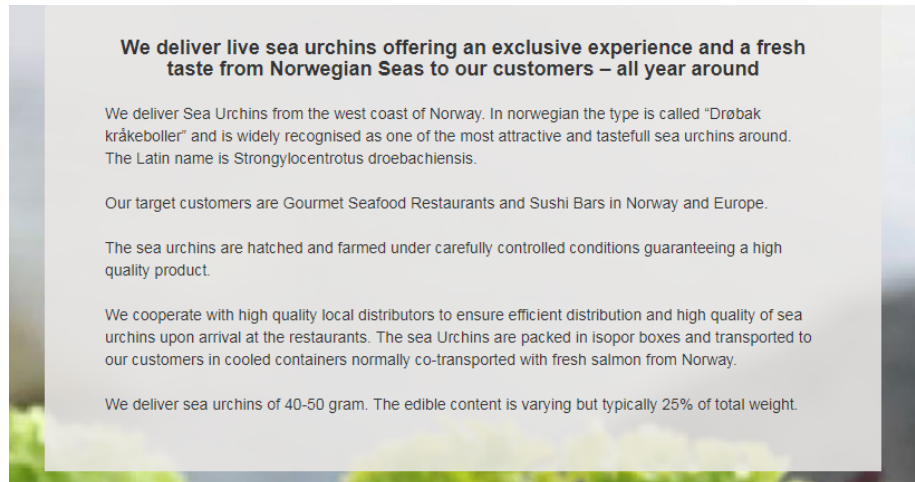 We deliver live sea urchins offering an exclusive experience and a fresh
taste from Norwegian Seas to our customers – all year around
We deliver Sea Urchins from the west coast of Norway. In norwegian the type is called “Drøbak
kråkeboller” and is widely recognised as one of the most attractive and tastefull sea urchins around.
The Latin name is Strongylocentrotus droebachiensis.
Our target customers are Gourmet Seafood Restaurants and Sushi Bars in Norway and Europe.
The sea urchins are hatched and farmed under carefully controlled conditions guaranteeing a high
quality product.
We cooperate with high quality local distributors to ensure efficient distribution and high quality of sea
urchins upon arrival at the restaurants. The sea Urchins are packed in isopor boxes and transported to
our customers in cooled containers normally co-transported with fresh salmon from Norway.
We deliver sea urchins of 40-50 gram. The edible content is varying but typically 25% of total weight.